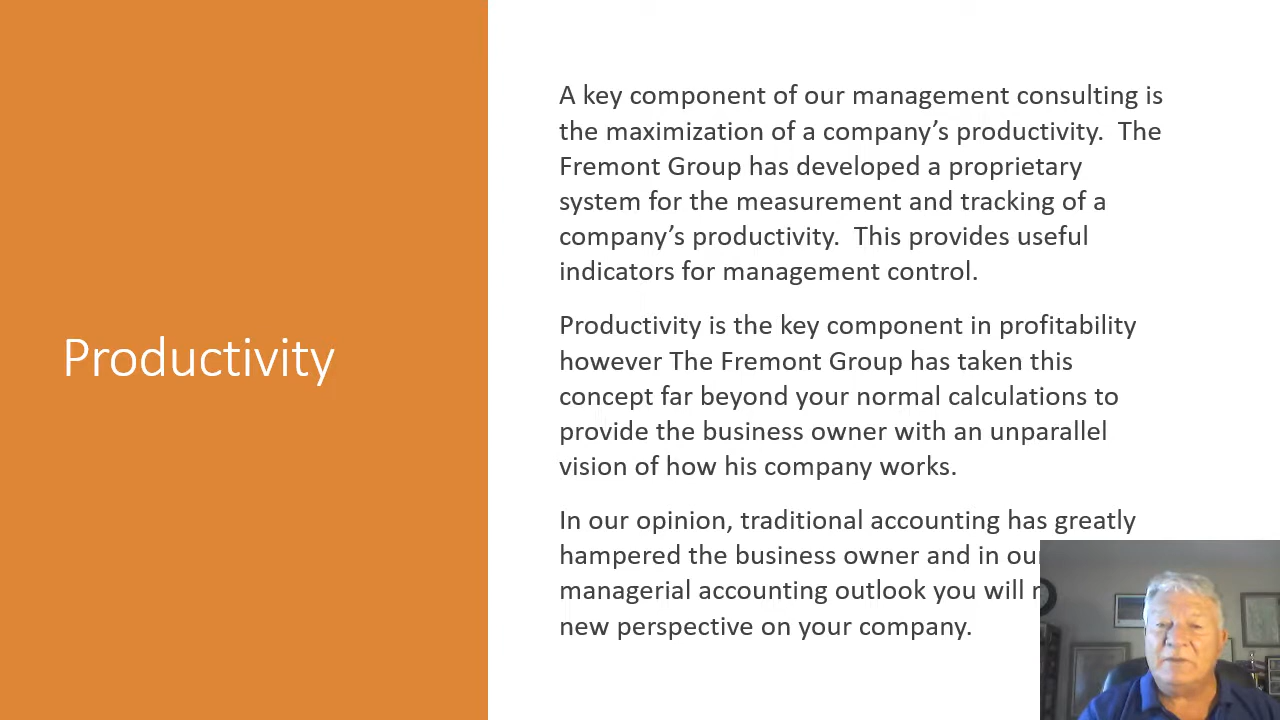 Productivity
A key component of our management consulting is
the maximization of a company’s productivity.  The
Fremont Group has developed a proprietary
system for the measurement and tracking of a
company’s productivity.  This provides useful
indicators for management control.
Productivity is the key component in profitability
however The Fremont Group has taken this
concept far beyond your normal calculations to
provide the business owner with an unparallel
vision of how his company works.
In our opinion, traditional accounting has greatly
hampered the business owner and in our
managerial accounting outlook you will
new perspective on your company.